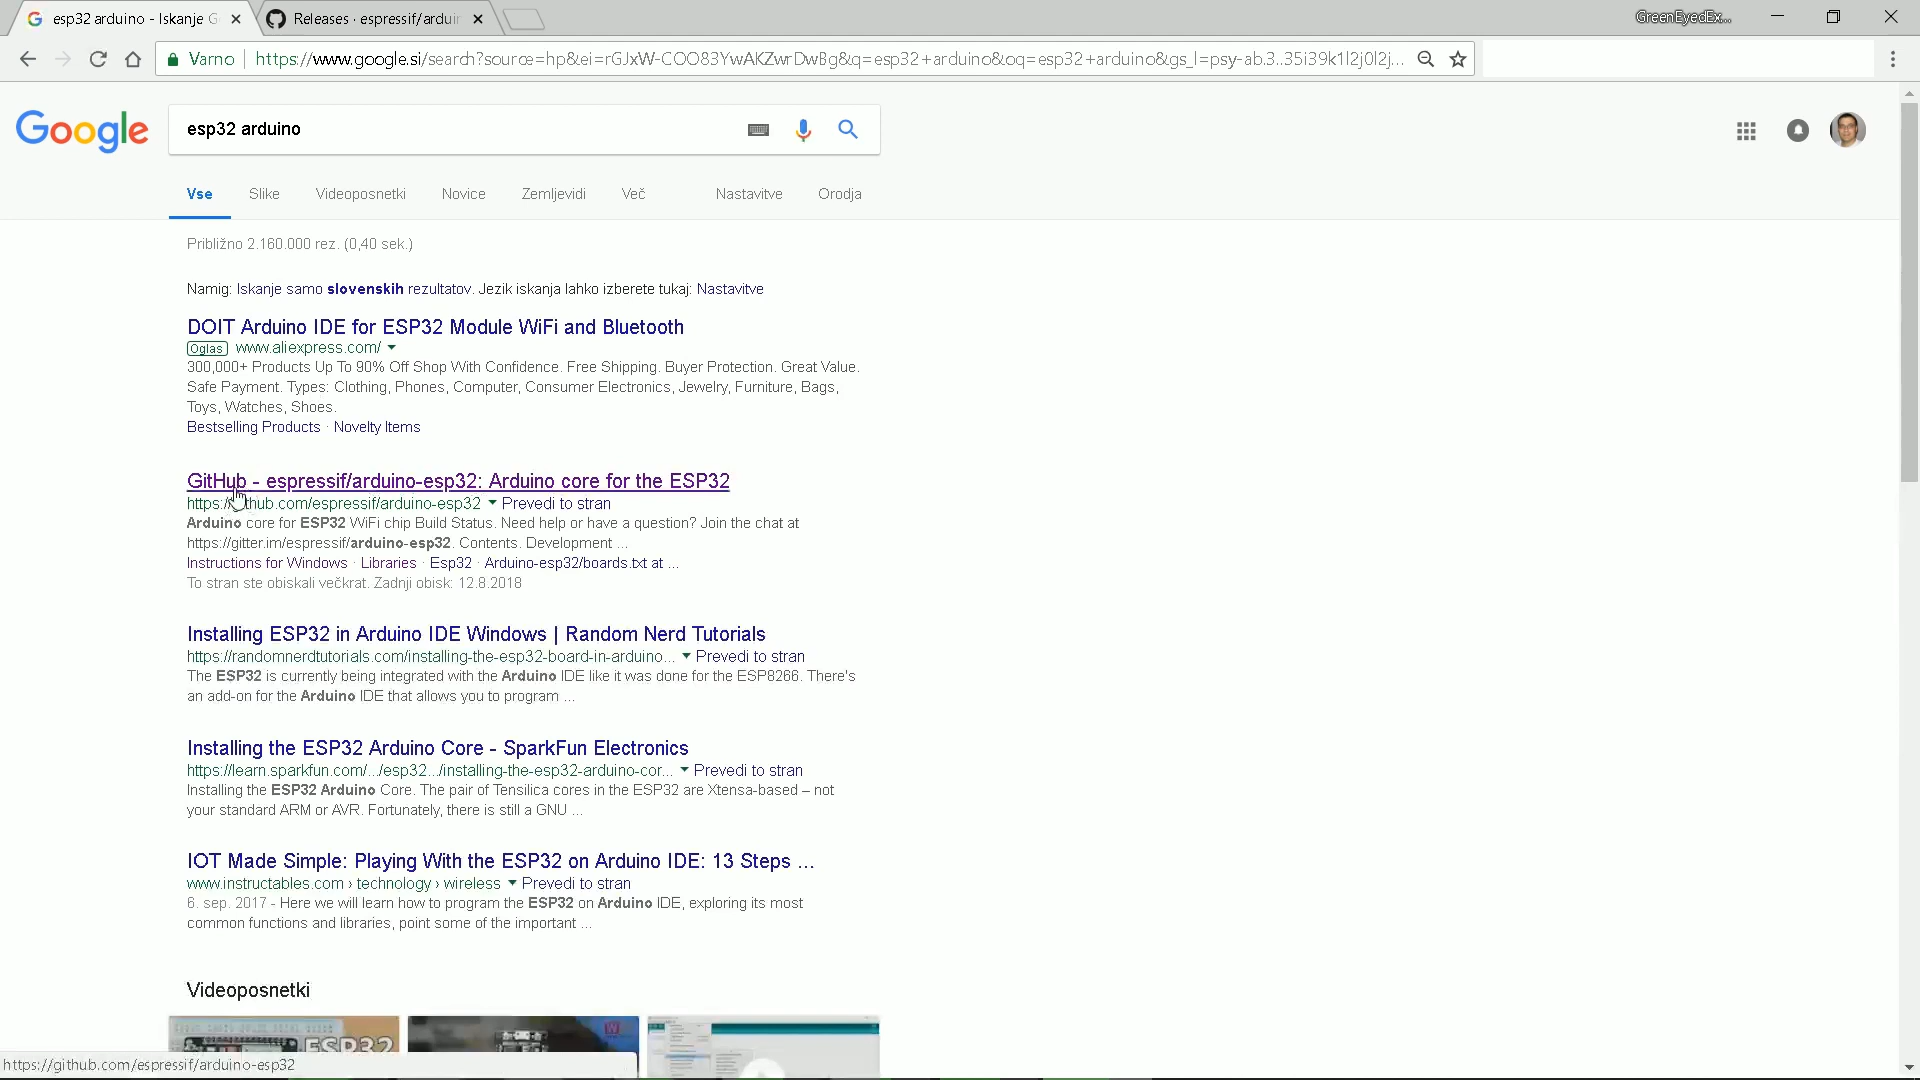 esp32 arduino - Iskanje G
Releases · espressif/arduin
GreenEyedEx...
Varno
https://www.google.si/search?source=hp&ei=rGJxW-COO83YwAKZwrDwBg&q=esp32+arduino&oq=esp32+arduino&gs_l=psy-ab.3..35i39k1l2j0l2j...
Google
esp32 arduino
Vse
Slike
Videoposnetki
Novice
Zemljevidi
Več
Nastavitve
Orodja
Približno 2.160.000 rez. (0,40 sek.)
Namig: Iskanje samo slovenskih rezultatov. Jezik iskanja lahko izberete tukaj: Nastavitve
DOIT Arduino IDE for ESP32 Module WiFi and Bluetooth
Oglas www.aliexpress.com/
300,000+ Products Up To 90% Off Shop With Confidence. Free Shipping. Buyer Protection. Great Value.
Safe Payment. Types: Clothing, Phones, Computer, Consumer Electronics, Jewelry, Furniture, Bags,
Toys, Watches, Shoes.
Bestselling Products · Novelty Items
GitHub - espressif/arduino-esp32: Arduino core for the ESP32
https://github.com/espressif/arduino-esp32 Prevedi to stran
Arduino core for ESP32 WiFi chip Build Status. Need help or have a question? Join the chat at
https://gitter.im/espressif/arduino-esp32. Contents. Development ...
Instructions for Windows · Libraries · Esp32 · Arduino-esp32/boards.txt at ...
To stran ste obiskali večkrat. Zadnji obisk: 12.8.2018
Installing ESP32 in Arduino IDE Windows | Random Nerd Tutorials
https://randomnerdtutorials.com/installing-the-esp32-board-in-arduino... Prevedi to stran
The ESP32 is currently being integrated with the Arduino IDE like it was done for the ESP8266. There's
an add-on for the Arduino IDE that allows you to program ...
Installing the ESP32 Arduino Core - SparkFun Electronics
https://learn.sparkfun.com/.../esp32.../installing-the-esp32-arduino-cor... Prevedi to stran
Installing the ESP32 Arduino Core. The pair of Tensilica cores in the ESP32 are Xtensa-based – not
your standard ARM or AVR. Fortunately, there is still a GNU ...
IOT Made Simple: Playing With the ESP32 on Arduino IDE: 13 Steps ...
www.instructables.com › technology › wireless Prevedi to stran
6. sep. 2017 - Here we will learn how to program the ESP32 on Arduino IDE, exploring its most
common functions and libraries, point some of the important ...
Videoposnetki
ESP32
https://github.com/espressif/arduino-esp32